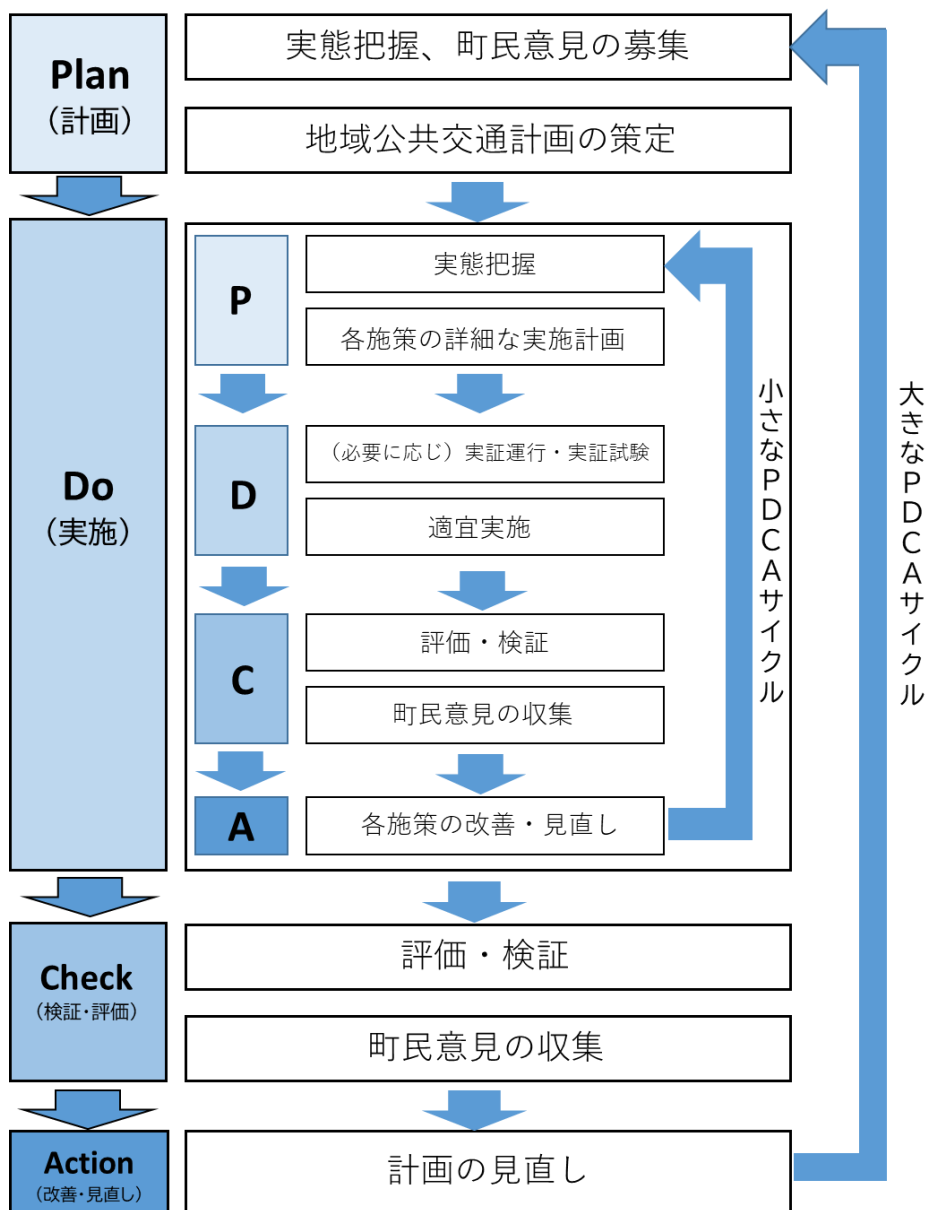 Plan
（計画）
実態把握、町民意見の募集
地域公共交通計画の策定
Do
（実施）
P
実態把握
各施策の詳細な実施計画
D
（必要に応じ）実証運行・実証試験
適宜実施
C
評価・検証
町民意見の収集
A
各施策の改善・見直し
小さなＰＤＣＡサイクル
大きなＰＤＣＡサイクル
Check
（検証・評価）
評価・検証
町民意見の収集
Action
（改善・見直し）
計画の見直し